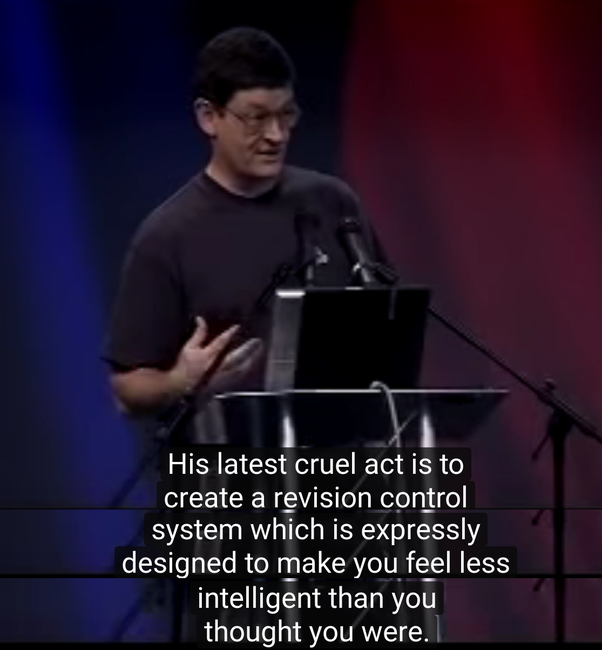 His latest cruel act is to
create a revision control
system which is expressly
designed to make you feel less
intelligent than you
thought you were.